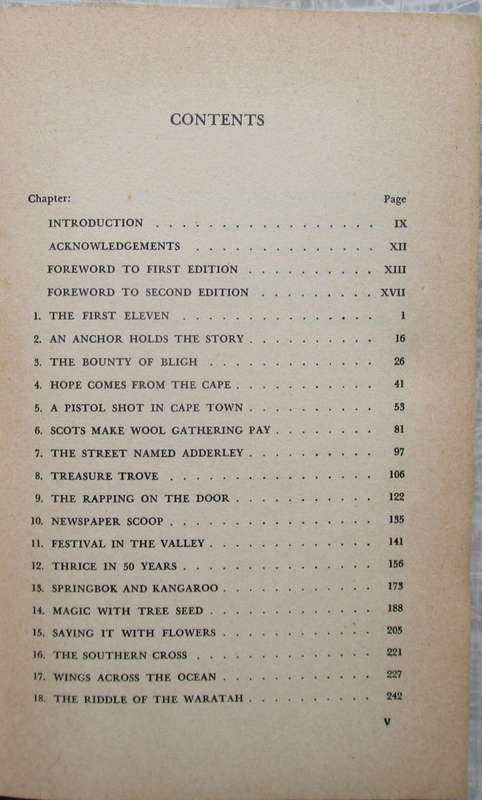 CONTENTS
Chapter: Page
INTRODUCTION . . . . . . . . . . . . . . . . . IX
ACKNOWLEDGEMENTS . . . . . . . . . . . . . . XII
FOREWORD TO FIRST EDITION . . . . . . . . . . XIII
FOREWORD TO SECOND EDITION . . . . . . . . . XVII
1. THE FIRST ELEVEN . . . . . . . . . . . . . . . 1
2. AN ANCHOR HOLDS THE STORY . . . . . . . . . . 16
3. THE BOUNTY OF BLIGH . . . . . . . . . . . . . 26
4. HOPE COMES FROM THE CAPE . . . . . . . . . . . 41
5. A PISTOL SHOT IN CAPE TOWN . . . . . . . . . . 53
6. SCOTS MAKE WOOL GATHERING PAY . . . . . . . . 81
7. THE STREET NAMED ADDERLEY . . . . . . . . . . 97
8. TREASURE TROVE . . . . . . . . . . . . . . . . 106
9. THE RAPPING ON THE DOOR . . . . . . . . . . . 122
10. NEWSPAPER SCOOP . . . . . . . . . . . . . . . . 135
11. FESTIVAL IN THE VALLEY . . . . . . . . . . . . . 141
12. THRICE IN 50 YEARS . . . . . . . . . . . . . . . 156
13. SPRINGBOK AND KANGAROO . . . . . . . . . . . . 173
14. MAGIC WITH TREE SEED . . . . . . . . . . . . . 188
15. SAYING IT WITH FLOWERS . . . . . . . . . . . . 205
16. THE SOUTHERN CROSS . . . . . . . . . . . . . . 221
17. WINGS ACROSS THE OCEAN . . . . . . . . . . . . 227
18. THE RIDDLE OF THE WARATAH . . . . . . . . . . 242
V